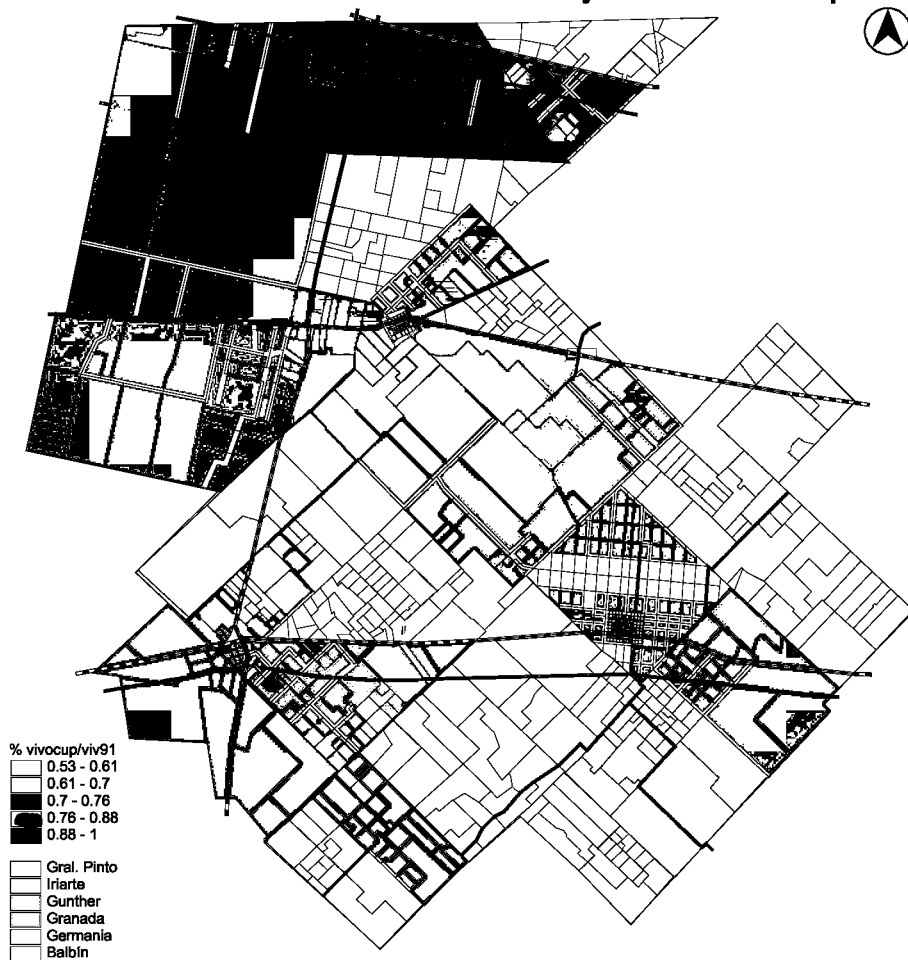 % vivocup/viv91
0.53 - 0.61
0.61 - 0.7
0.7 - 0.76
0.76 - 0.88
0.88 - 1
Gral. Pinto
Iriarte
Gunther
Granada
Germania
Balbín